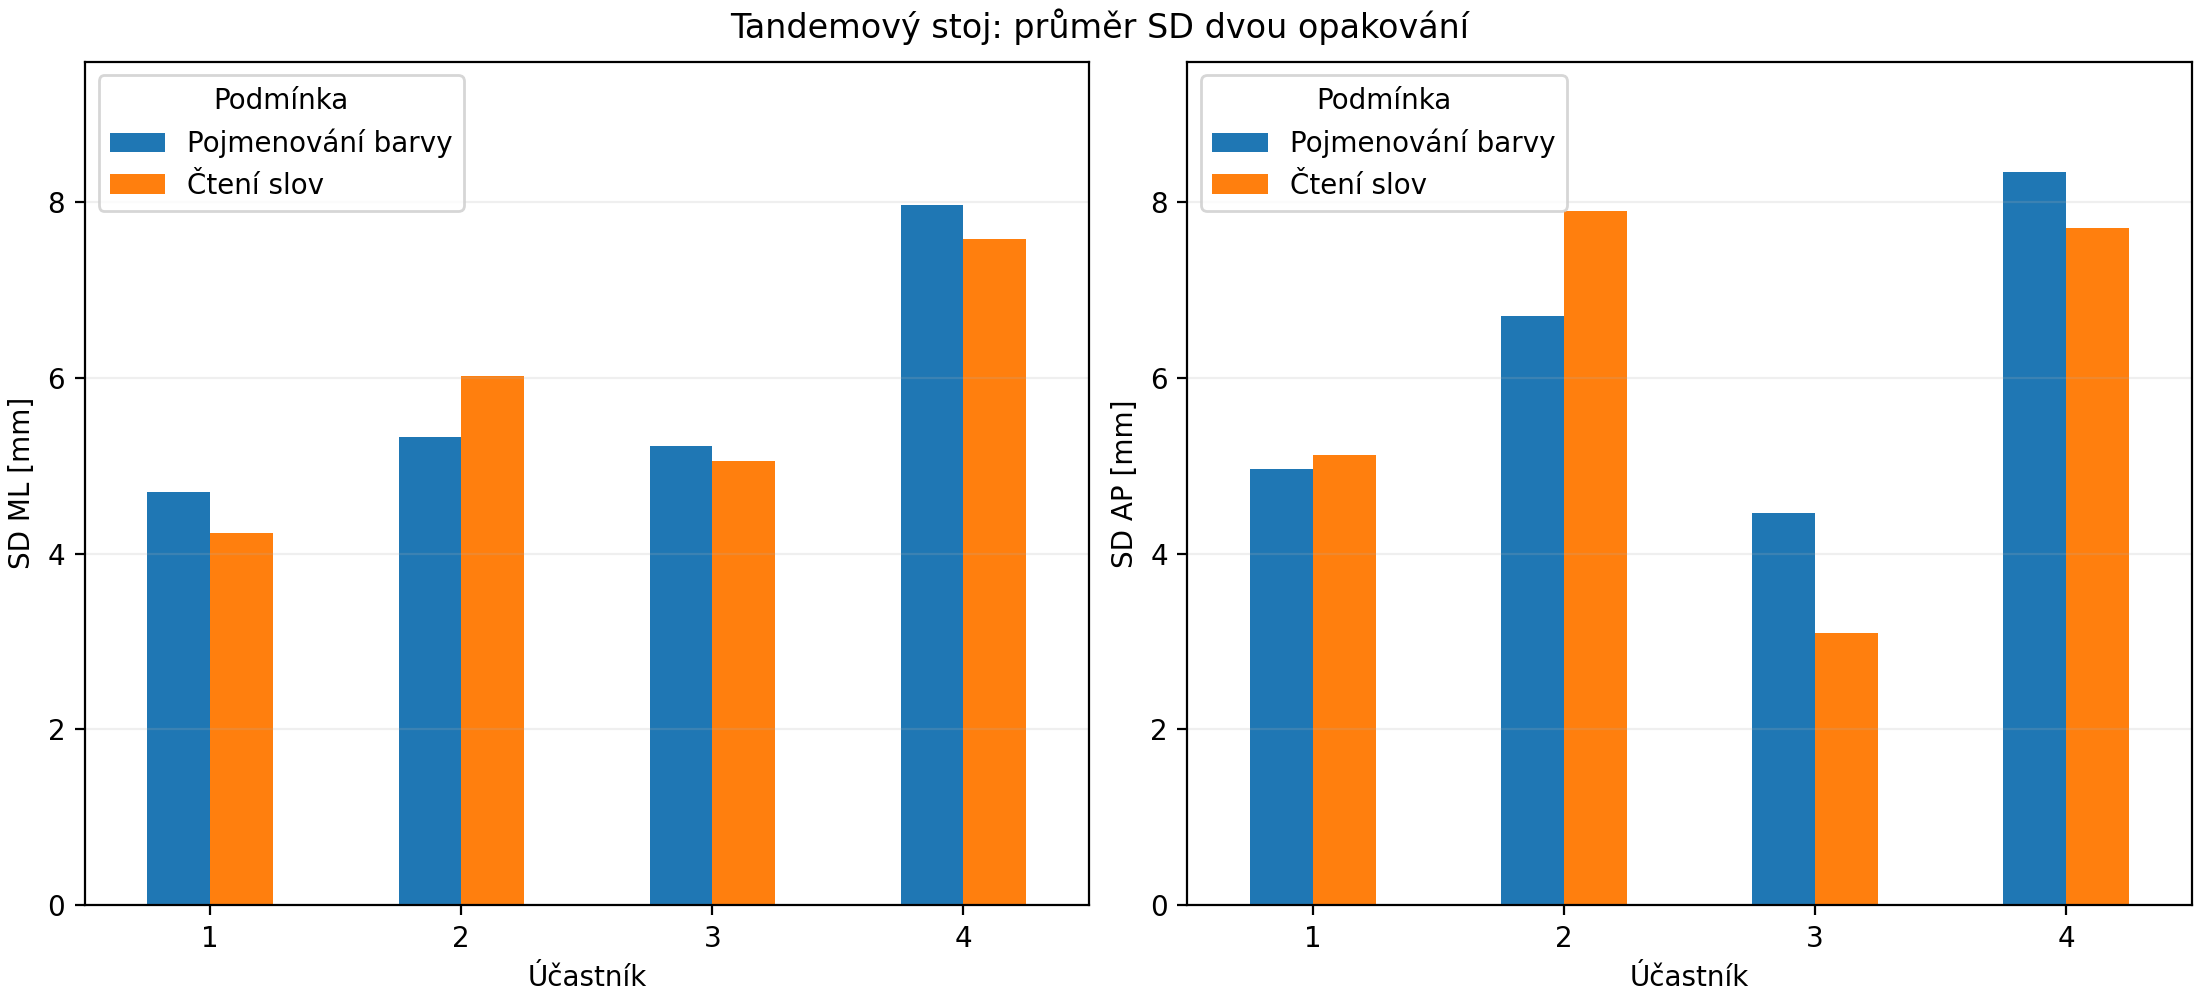 Tandemový stoj: průměr SD dvou opakování
Podmínka
Pojmenování barvy
Čtení slov
8
6
4
2
0
SD ML [mm]
1 2 3 4
Účastník
Podmínka
Pojmenování barvy
Čtení slov
8
6
4
2
0
SD AP [mm]
1 2 3 4
Účastník